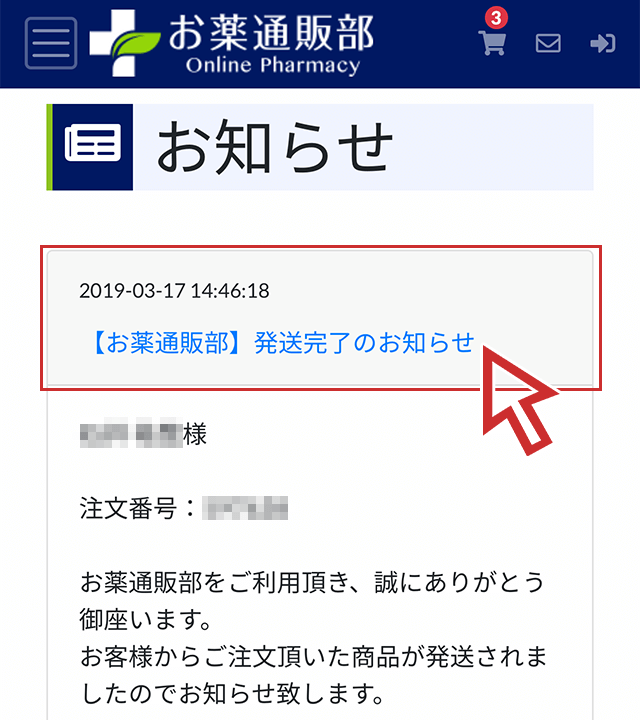 お薬通販部
Online Pharmacy
3
お知らせ
2019-03-17 14:46:18
【お薬通販部】発送完了のお知らせ
様
注文番号：
お薬通販部をご利用頂き、誠にありがとう
御座います。
お客様からご注文頂いた商品が発送されま
したのでお知らせ致します。